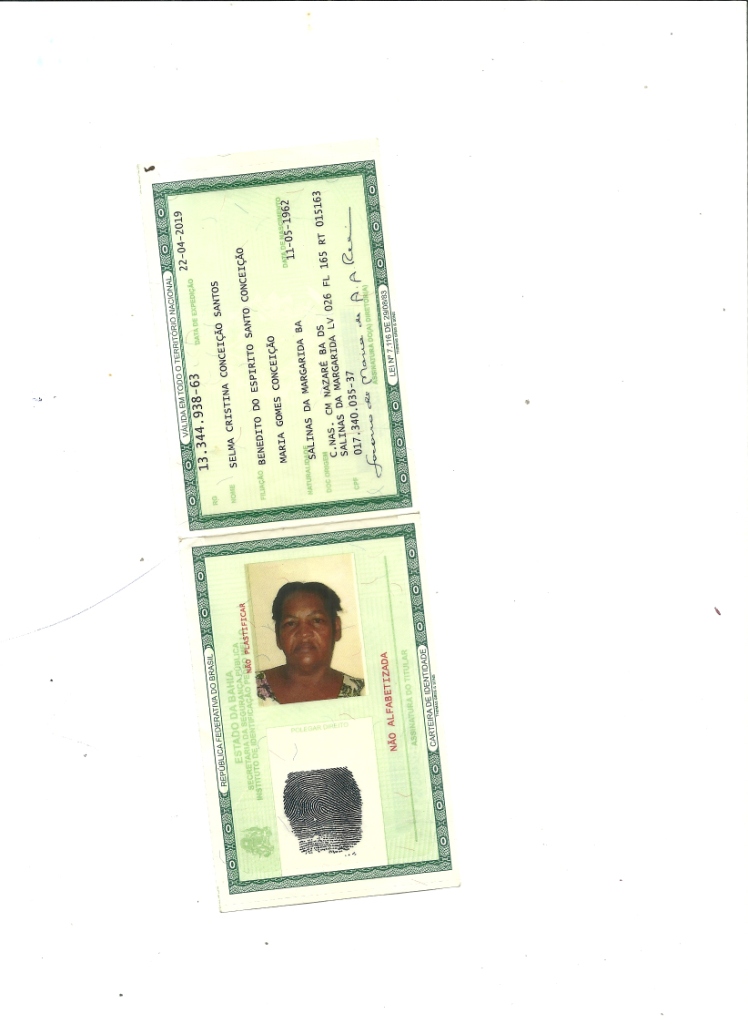 VÁLIDA EM TODO O TERRITÓRIO NACIONAL
RG 13.344.938-63 DATA DE EXPEDIÇÃO 22-04-2019
NOME SELMA CRISTINA CONCEIÇÃO SANTOS
FILIAÇÃO BENEDITO DO ESPIRITO SANTO CONCEIÇÃO
MARIA GOMES CONCEIÇÃO
NATURALIDADE DATA DE NASCIMENTO
SALINAS DA MARGARIDA BA 11-05-1962
DOC ORIGEM C.NAS. CM NAZARÉ BA DS
SALINAS DA MARGARIDA LV 026 FL 165 RT 015163
CPF 017.340.035-37
ASSINATURA DO(A) DIRETOR(A)
LEI Nº 7.116 DE 29/08/83
REPÚBLICA FEDERATIVA DO BRASIL
ESTADO DA BAHIA
SECRETARIA DA SEGURANÇA PÚBLICA
INSTITUTO DE IDENTIFICAÇÃO
NÃO PLASTIFICAR
POLEGAR DIREITO
NÃO ALFABETIZADA
ASSINATURA DO TITULAR
CARTEIRA DE IDENTIDADE